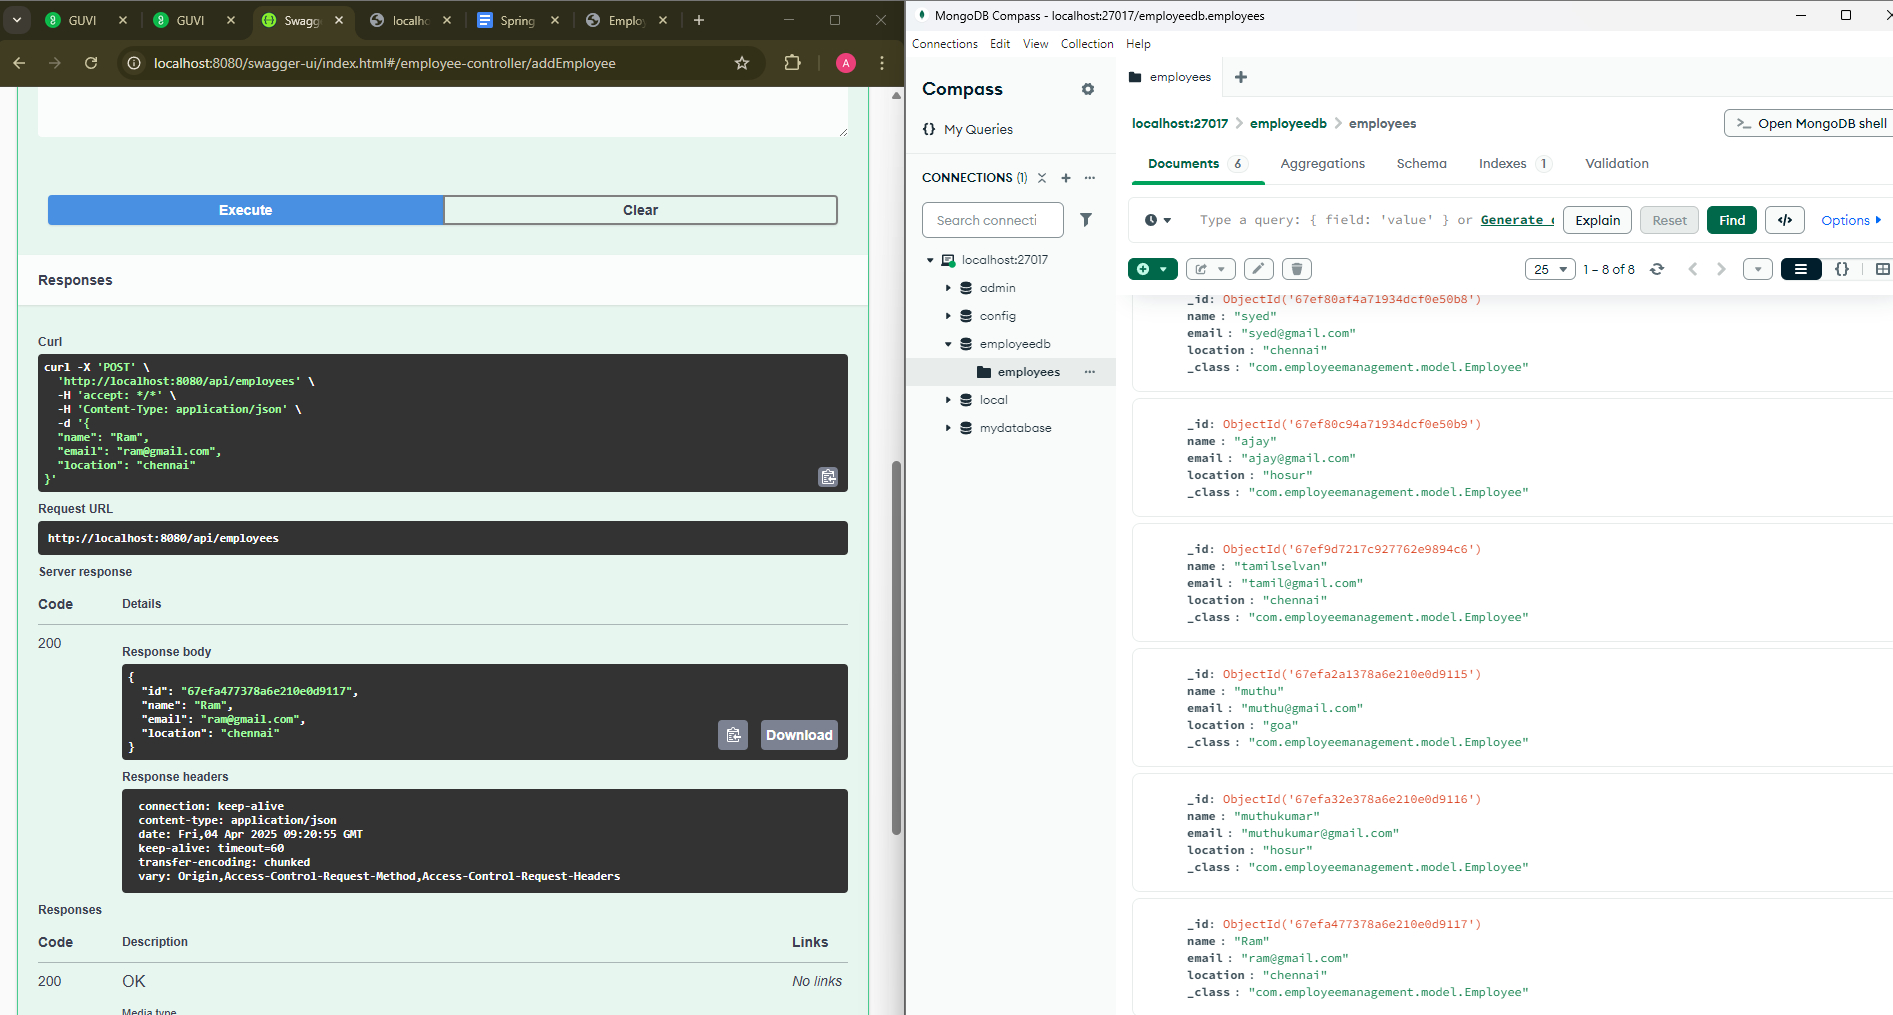 GUVI
GUVI
Swagg
localho
Spring
Emplo
localhost:8080/swagger-ui/index.html#/employee-controller/addEmployee
A
Execute
Clear
Responses
Curl
curl -X 'POST' \
'http://localhost:8080/api/employees' \
-H 'accept: */*' \
-H 'Content-Type: application/json' \
-d '{
"name": "Ram",
"email": "ram@gmail.com",
"location": "chennai"
}'
Request URL
http://localhost:8080/api/employees
Server response
Code
Details
200
Response body
{
"id": "67efa477378a6e210e0d9117",
"name": "Ram",
"email": "ram@gmail.com",
"location": "chennai"
}
Download
Response headers
connection: keep-alive
content-type: application/json
date: Fri,04 Apr 2025 09:20:55 GMT
keep-alive: timeout=60
transfer-encoding: chunked
vary: Origin,Access-Control-Request-Method,Access-Control-Request-Headers
Responses
Code
Description
Links
200
OK
No links
Media type
MongoDB Compass - localhost:27017/employeedb.employees
Connections Edit View Collection Help
Compass
{} My Queries
CONNECTIONS (1)
Search connecti
localhost:27017
admin
config
employeedb
employees
local
mydatabase
employees
localhost:27017 > employeedb > employees
>_ Open MongoDB shell
Documents 6
Aggregations
Schema
Indexes 1
Validation
Type a query: { field: 'value' } or Generate
Explain
Reset
Find
</>
Options
25
1 – 8 of 8
{}
_id: ObjectId('67ef80af4a71934dcf0e50b8')
name : "syed"
email : "syed@gmail.com"
location : "chennai"
_class : "com.employeemanagement.model.Employee"
_id: ObjectId('67ef80c94a71934dcf0e50b9')
name : "ajay"
email : "ajay@gmail.com"
location : "hosur"
_class : "com.employeemanagement.model.Employee"
_id: ObjectId('67ef9d7217c927762e9894c6')
name : "tamilselvan"
email : "tamil@gmail.com"
location : "chennai"
_class : "com.employeemanagement.model.Employee"
_id: ObjectId('67efa2a1378a6e210e0d9115')
name : "muthu"
email : "muthu@gmail.com"
location : "goa"
_class : "com.employeemanagement.model.Employee"
_id: ObjectId('67efa32e378a6e210e0d9116')
name : "muthukumar"
email : "muthukumar@gmail.com"
location : "hosur"
_class : "com.employeemanagement.model.Employee"
_id: ObjectId('67efa477378a6e210e0d9117')
name : "Ram"
email : "ram@gmail.com"
location : "chennai"
_class : "com.employeemanagement.model.Employee"